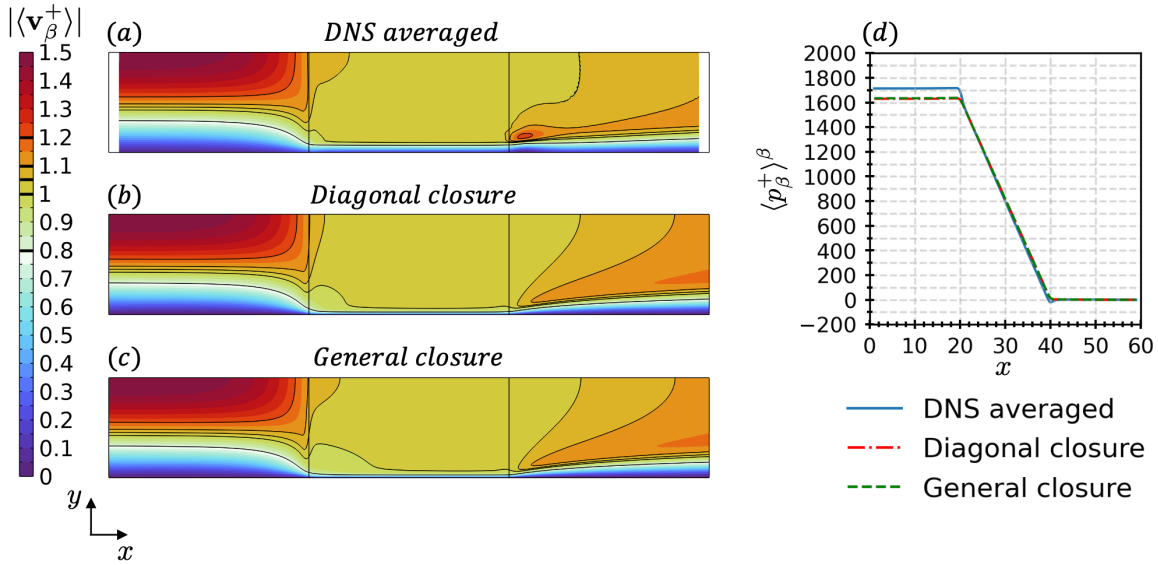 |⟨v_β^+⟩|
1.5
1.4
1.3
1.2
1.1
1
0.9
0.8
0.7
0.6
0.5
0.4
0.3
0.2
0.1
0
y
x
(a) DNS averaged
(b) Diagonal closure
(c) General closure
(d)
⟨p_β^+⟩^β
2000
1800
1600
1400
1200
1000
800
600
400
200
0
−200
0 10 20 30 40 50 60
x
DNS averaged
Diagonal closure
General closure